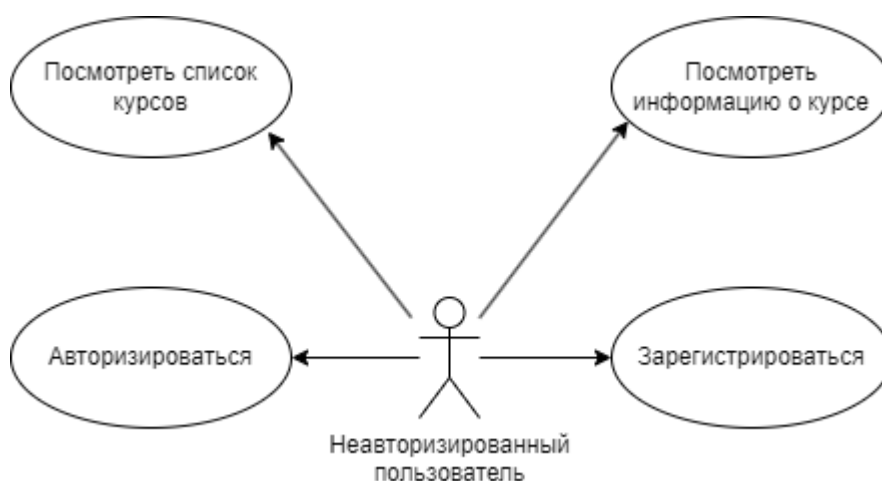 Посмотреть список
курсов
Посмотреть
информацию о курсе
Авторизироваться
Зарегистрироваться
Неавторизированный
пользователь